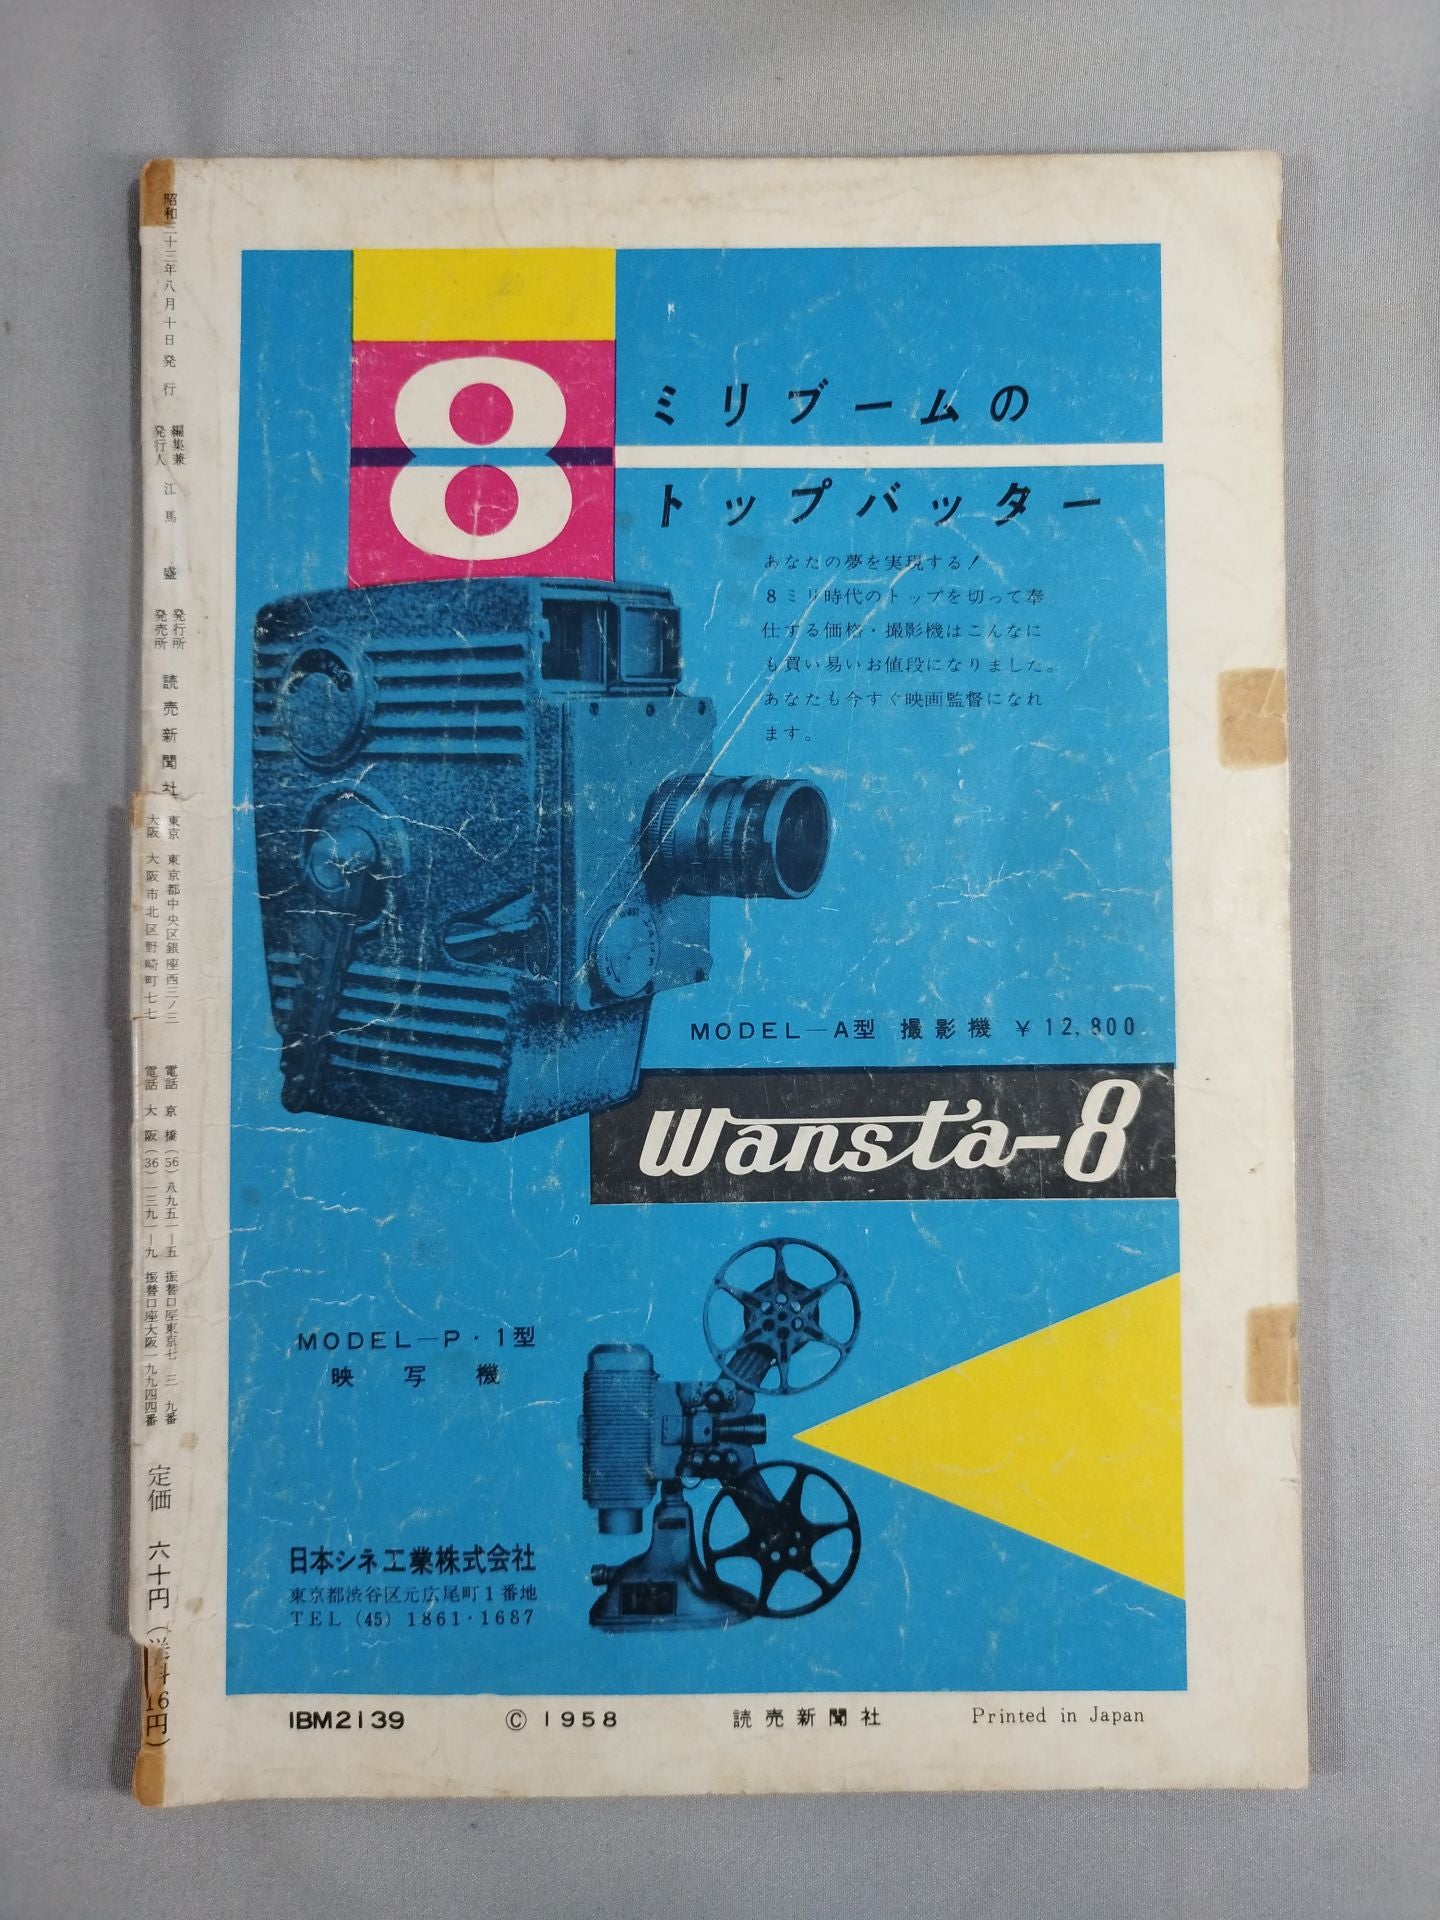 8
ミリブームの
トップバッター
あなたの夢を実現する!
8ミリ時代のトップを切って奉
仕する価格・撮影機はこんなに
も買い易いお値段になりました。
あなたも今すぐ映画監督になれ
ます。
MODEL—A型 撮影機 ¥12,800
Wansta-8
MODEL—P・1型
映写機
日本シネ工業株式会社
東京都渋谷区元広尾町1番地
TEL (45) 1861・1687
IBM2139 © 1958 読売新聞社 Printed in Japan
昭和三十三年八月十日発行
編集兼
発行人
江馬 盛
発行所
発売所
読売新聞社
東京 東京都中央区銀座西三ノ三 電話 京橋(56)八九五一―五 振替口座東京七三九番
大阪 大阪市北区野崎町七七 電話 大阪(36)一三九一―九 振替口座大阪一九九四四番
定価 六十円(送料16円)